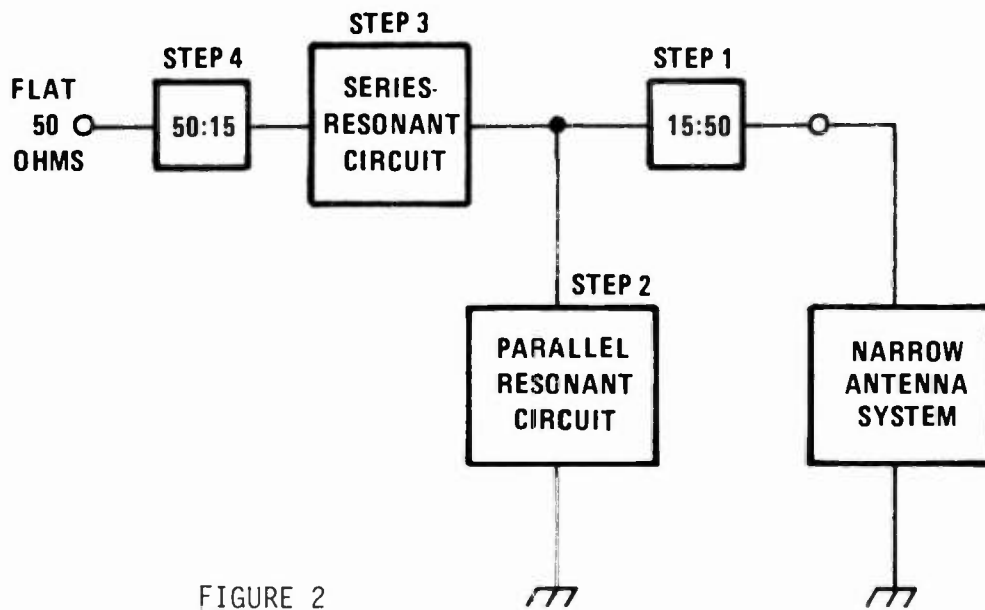 STEP 4
FLAT
50
OHMS
50:15
STEP 3
SERIES-
RESONANT
CIRCUIT
STEP 1
15:50
STEP 2
PARALLEL
RESONANT
CIRCUIT
NARROW
ANTENNA
SYSTEM
FIGURE 2